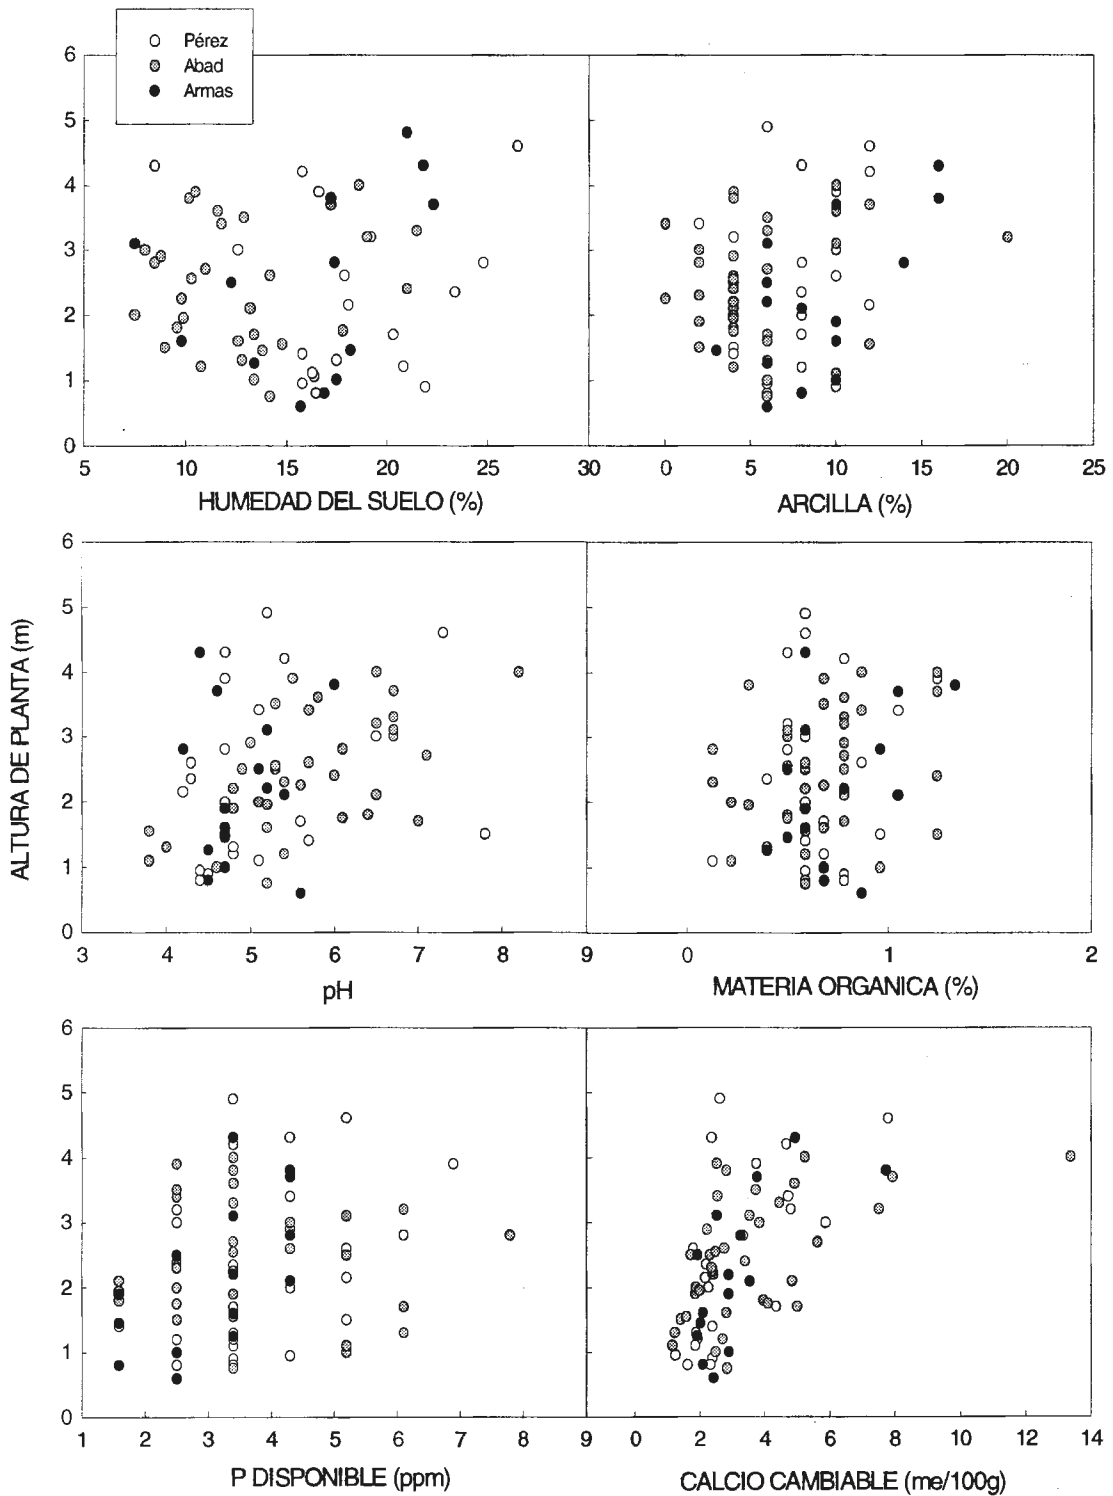 Pérez
Abad
Armas
6
5
4
3
2
1
0
5 10 15 20 25 30 0 5 10 15 20 25
HUMEDAD DEL SUELO (%) ARCILLA (%)
ALTURA DE PLANTA (m)
6
5
4
3
2
1
0
3 4 5 6 7 8 9 0 1 2
pH MATERIA ORGANICA (%)
6
5
4
3
2
1
0
1 2 3 4 5 6 7 8 9 0 2 4 6 8 10 12 14
P DISPONIBLE (ppm) CALCIO CAMBIABLE (me/100g)